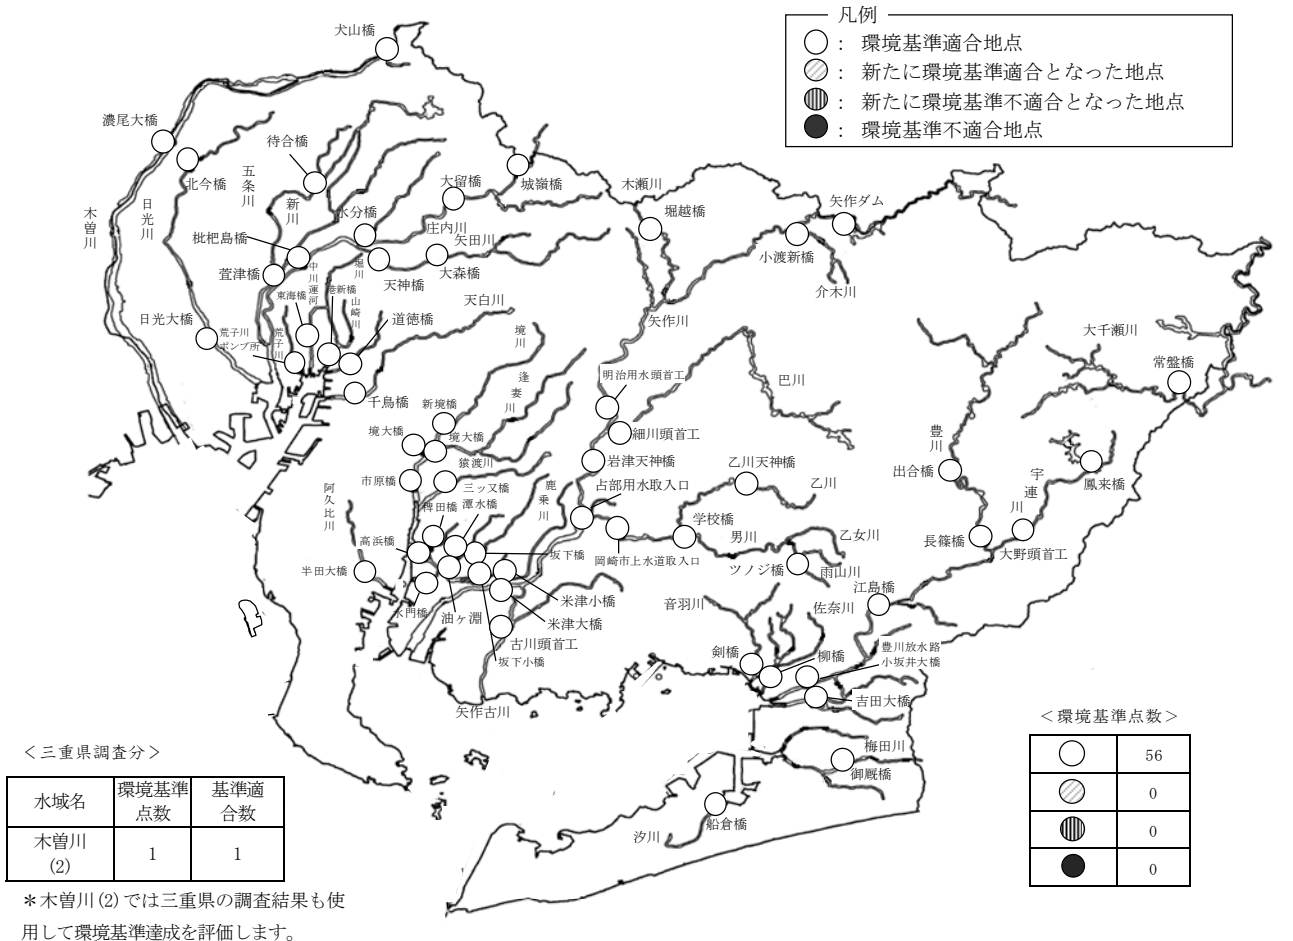 凡例
： 環境基準適合地点
： 新たに環境基準適合となった地点
： 新たに環境基準不適合となった地点
： 環境基準不適合地点
犬山橋
濃尾大橋
待合橋
北今橋
五条川
新川
日光川
木曽川
枇杷島橋
水分橋
大留橋
城嶺橋
庄内川
矢田川
木瀬川
堀越橋
矢作ダム
小渡新橋
介木川
萱津橋
中川運河
堀川
天神橋
大森橋
東海橋
港新橋
山崎川
天白川
道徳橋
日光大橋
荒子川
ポンプ所
荒子川
矢作川
境川
逢妻川
千鳥橋
新境橋
境大橋
境大橋
明治用水頭首工
細川頭首工
巴川
大千瀬川
常盤橋
豊川
出合橋
宇連川
鳳来橋
長篠橋
大野頭首工
市原橋
猿渡川
三ッ又橋
岩津天神橋
占部用水取入口
乙川天神橋
乙川
鹿乗川
阿久比川
稗田橋
潭水橋
学校橋
男川
乙女川
高浜橋
坂下橋
岡崎市上水道取入口
ツノジ橋
雨山川
半田大橋
水門橋
油ヶ淵
米津小橋
米津大橋
古川頭首工
坂下小橋
音羽川
佐奈川
江島橋
剣橋
柳橋
豊川放水路
小坂井大橋
吉田大橋
矢作古川
梅田川
御厩橋
船倉橋
汐川
＜三重県調査分＞
水域名 環境基準点数 基準適合数
木曽川(2) 1 1
＊木曽川(2)では三重県の調査結果も使
用して環境基準達成を評価します。
＜環境基準点数＞
56
0
0
0